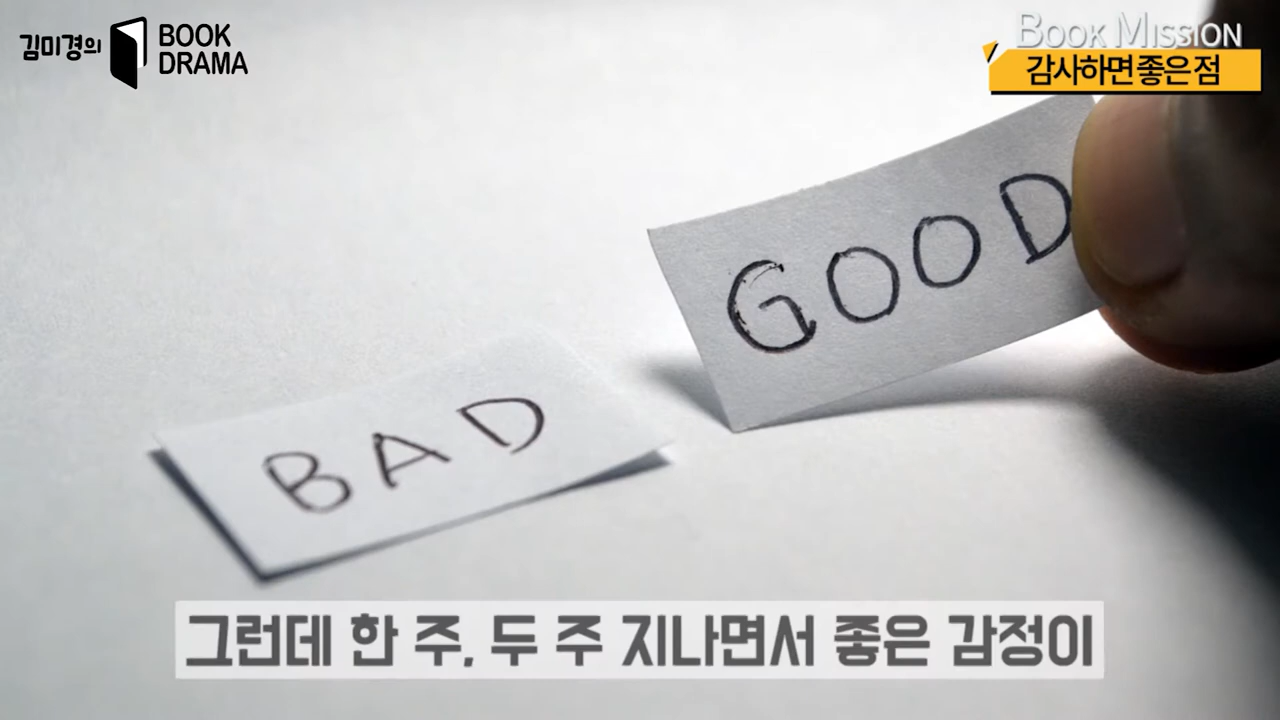 김미경의
BOOK
DRAMA
BOOK MISSION
감사하면 좋은 점
GOOD
BAD
그런데 한 주, 두 주 지나면서 좋은 감정이